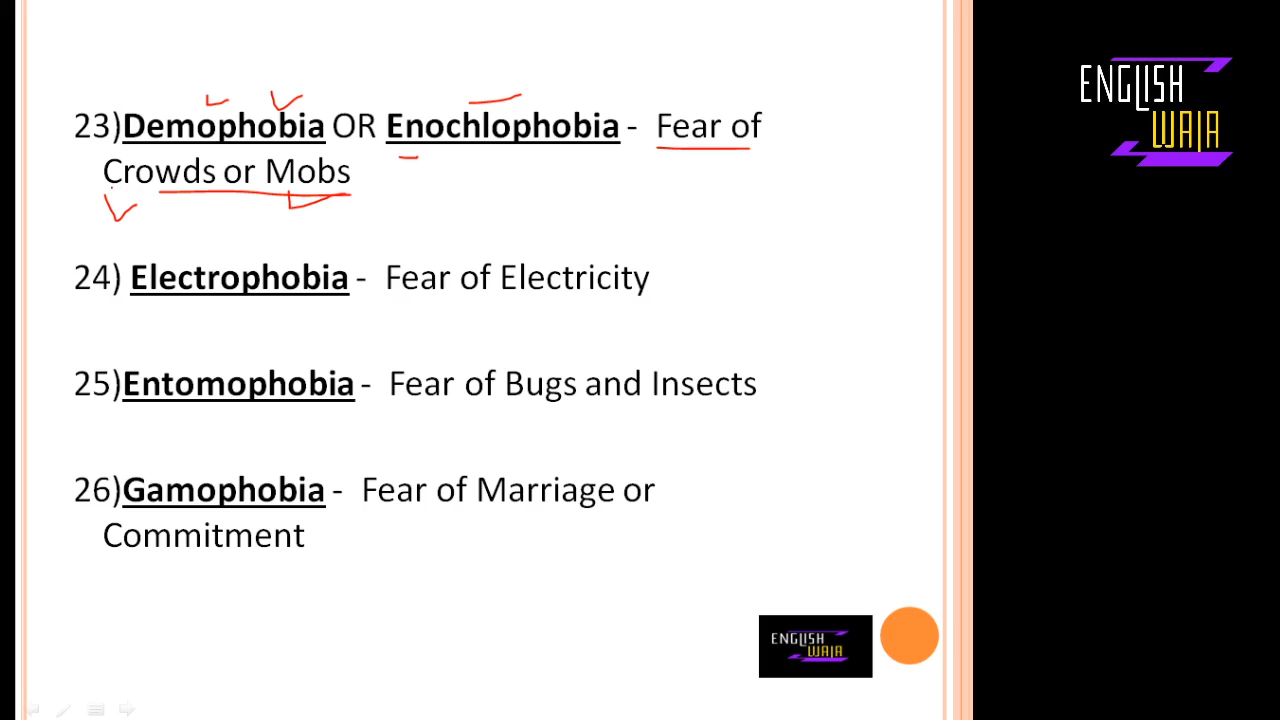 23)Demophobia OR Enochlophobia - Fear of
Crowds or Mobs
24) Electrophobia - Fear of Electricity
25)Entomophobia - Fear of Bugs and Insects
26)Gamophobia - Fear of Marriage or
Commitment
ENGLISH
WAJA
ENGLISH
WAJA